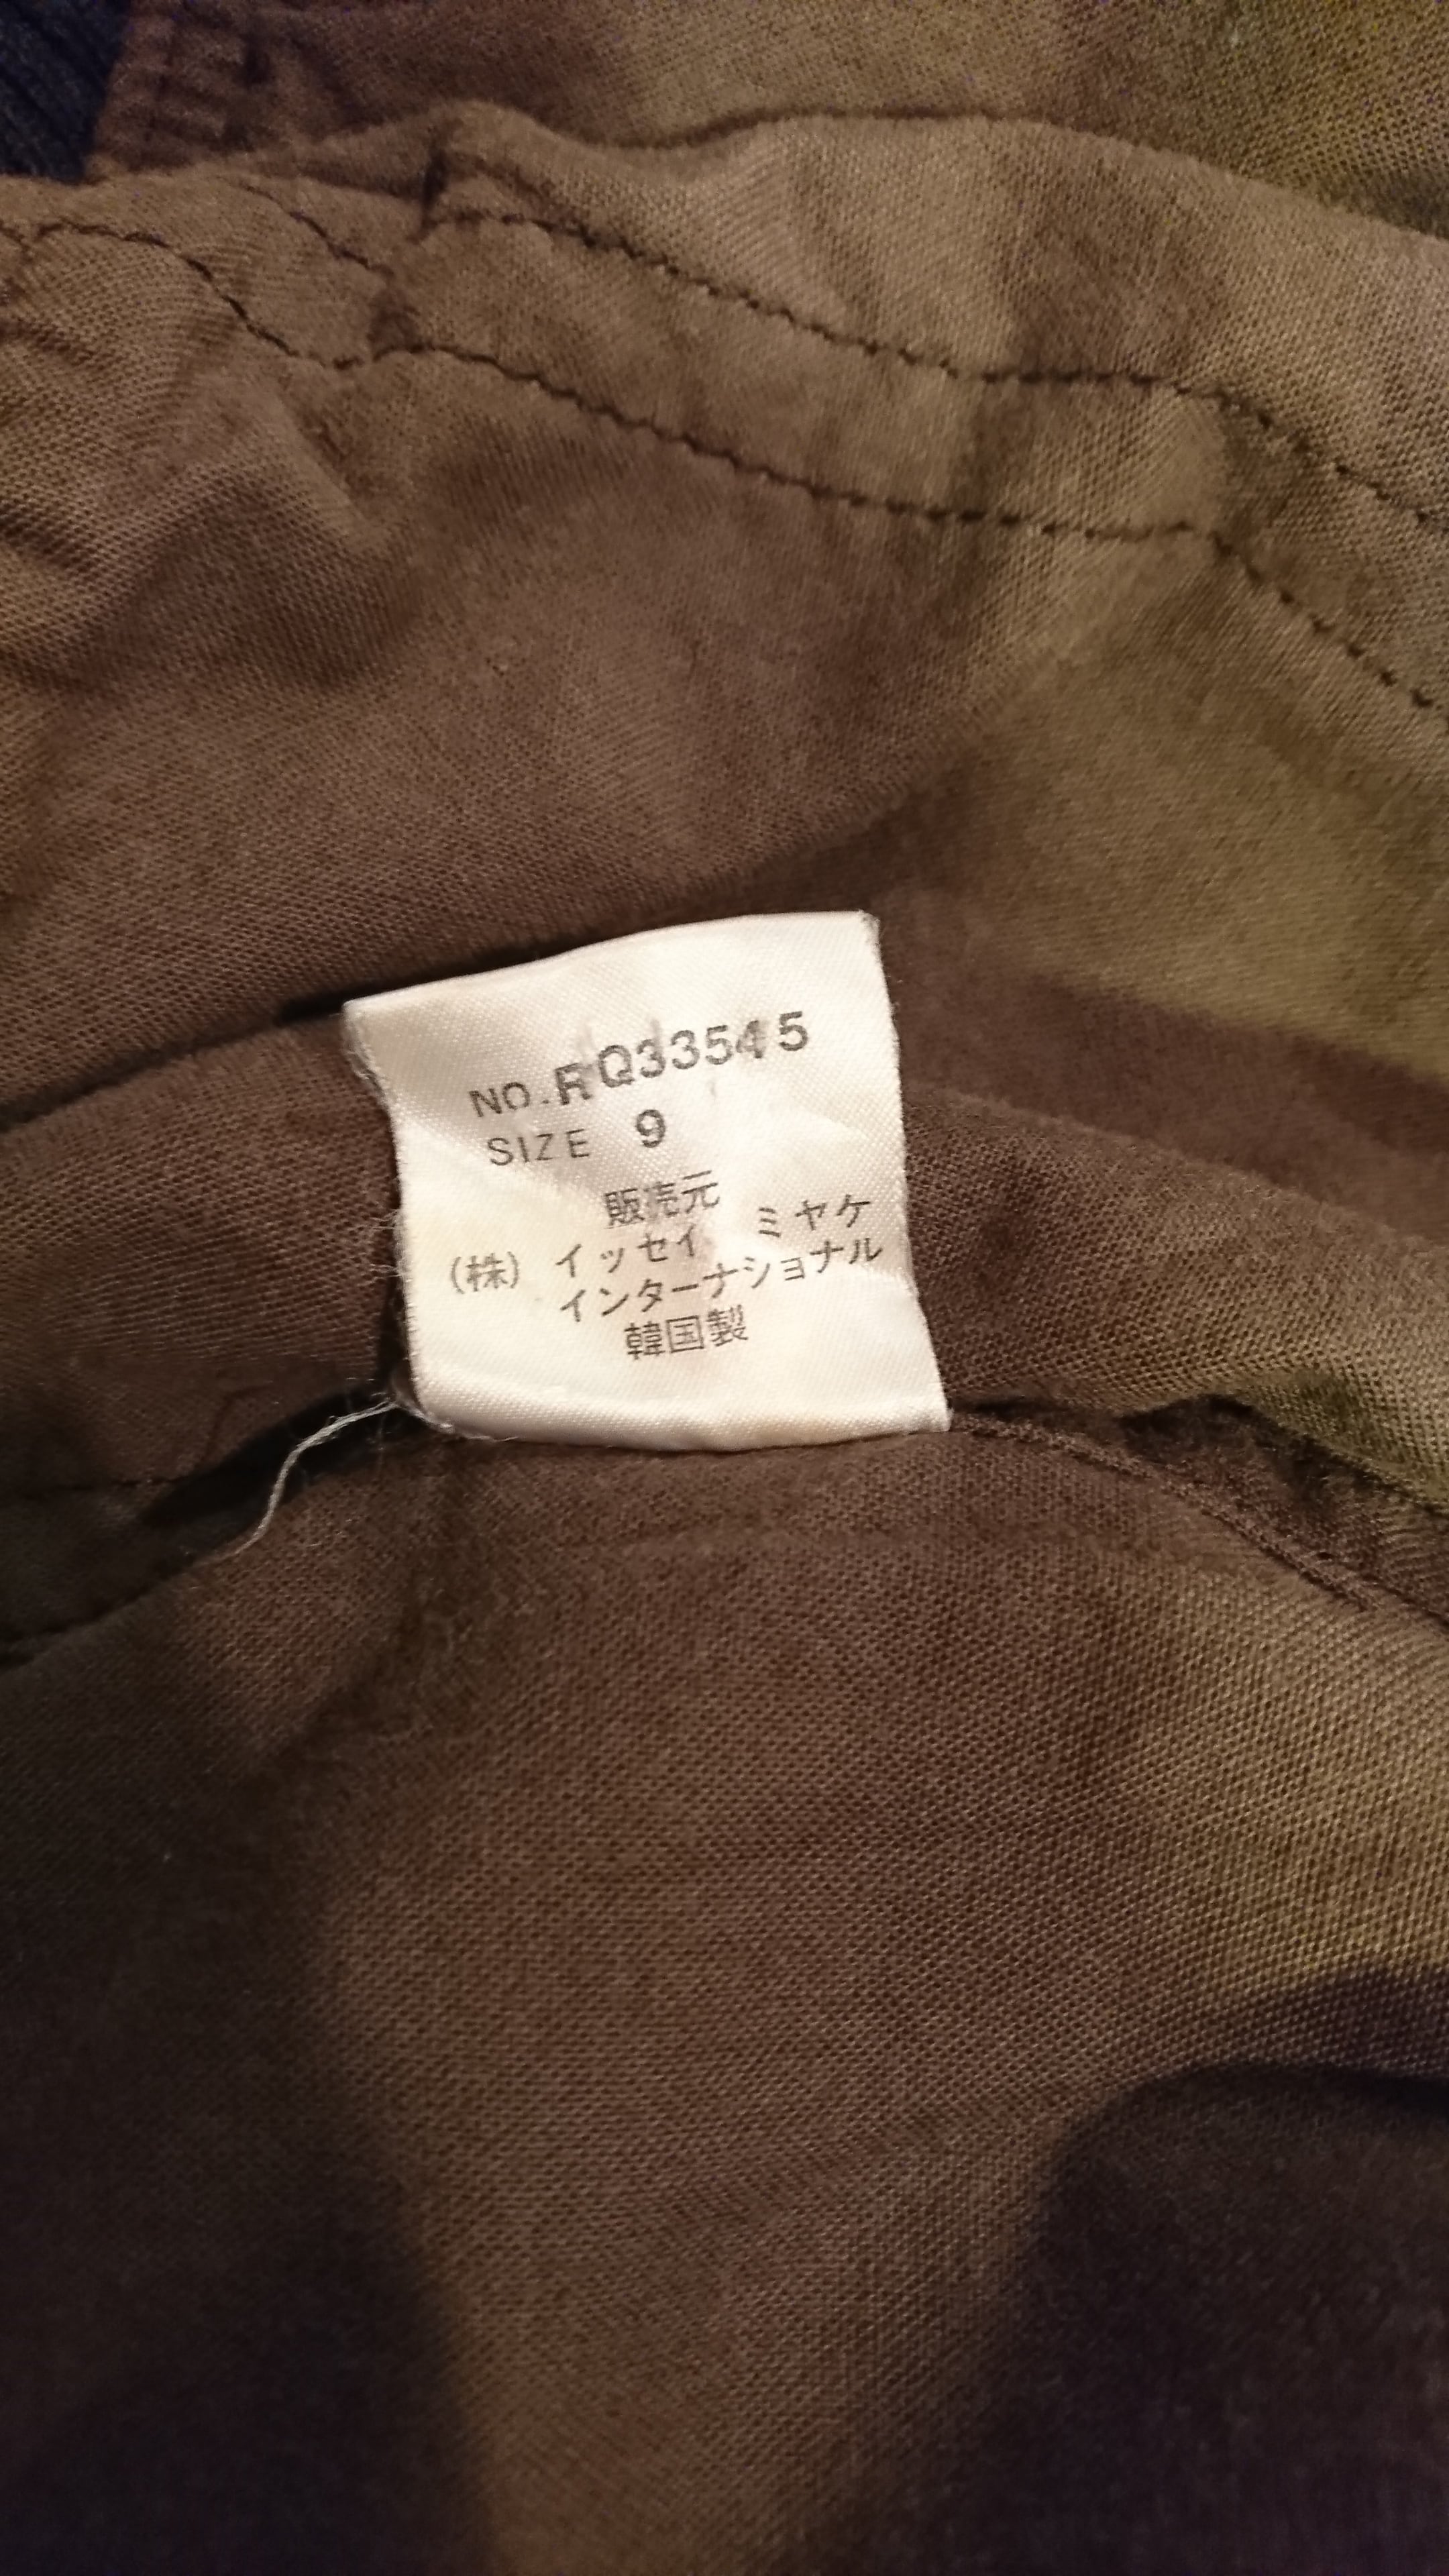 NO.RQ33545
SIZE 9
販売元
(株) イッセイ ミヤケ
インターナショナル
韓国製